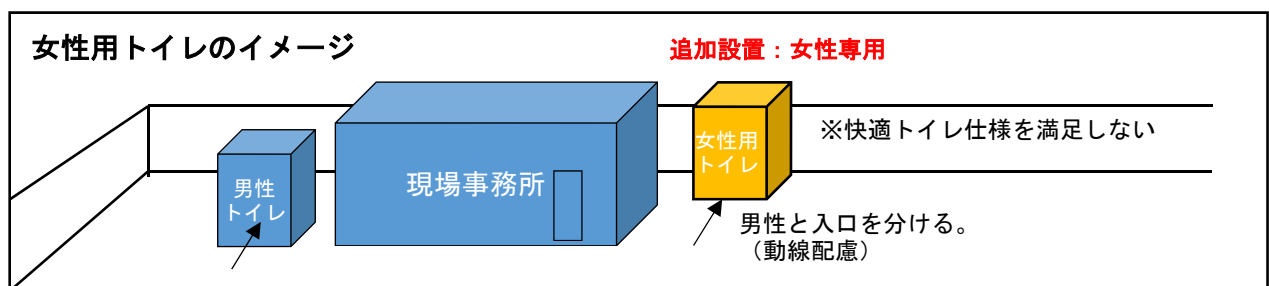 女性用トイレのイメージ
追加設置：女性専用
※快適トイレ仕様を満足しない
女性用
トイレ
現場事務所
男性
トイレ
男性と入口を分ける。
（動線配慮）